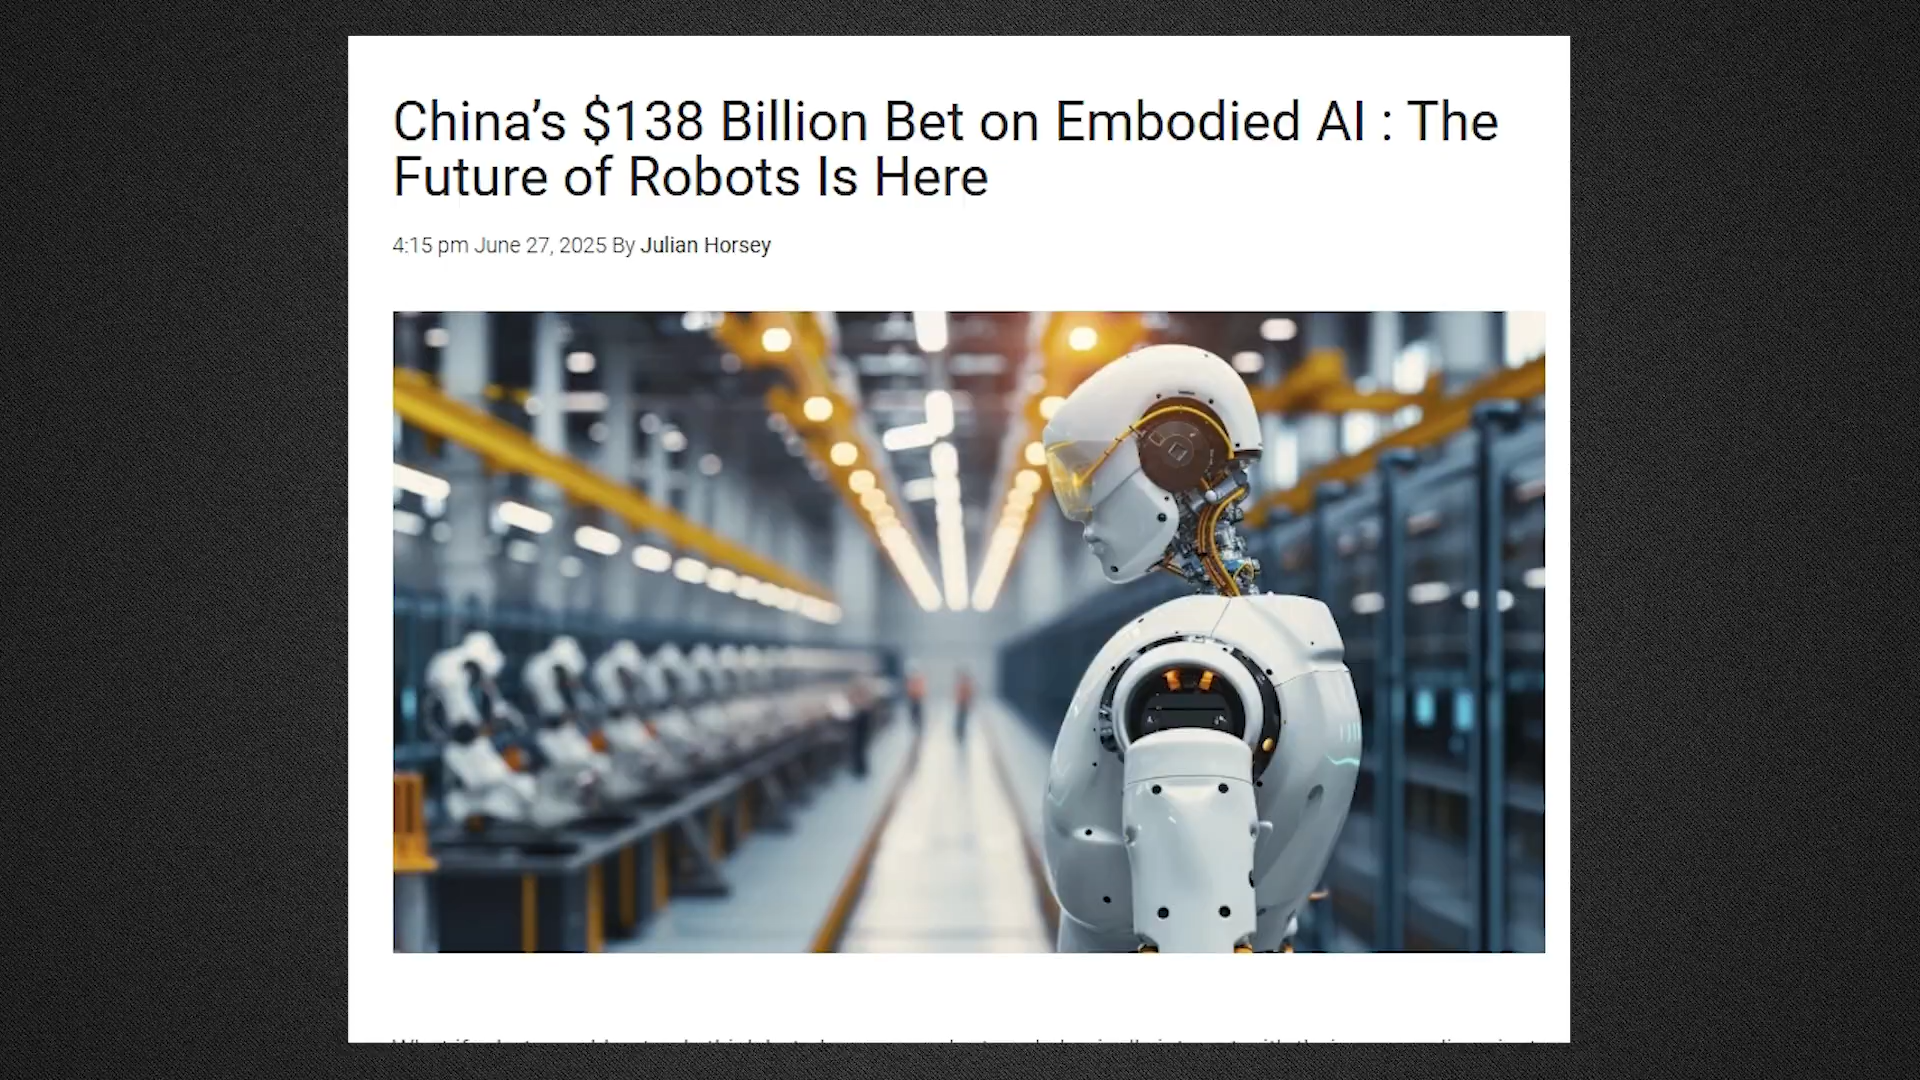 China’s $138 Billion Bet on Embodied AI : The
Future of Robots Is Here
4:15 pm June 27, 2025 By Julian Horsey